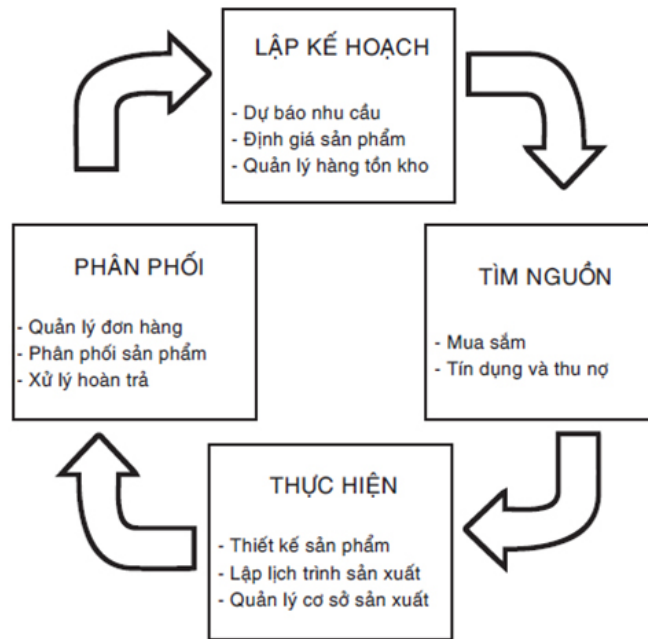 LẬP KẾ HOẠCH
- Dự báo nhu cầu
- Định giá sản phẩm
- Quản lý hàng tồn kho
PHÂN PHỐI
- Quản lý đơn hàng
- Phân phối sản phẩm
- Xử lý hoàn trả
TÌM NGUỒN
- Mua sắm
- Tín dụng và thu nợ
THỰC HIỆN
- Thiết kế sản phẩm
- Lập lịch trình sản xuất
- Quản lý cơ sở sản xuất